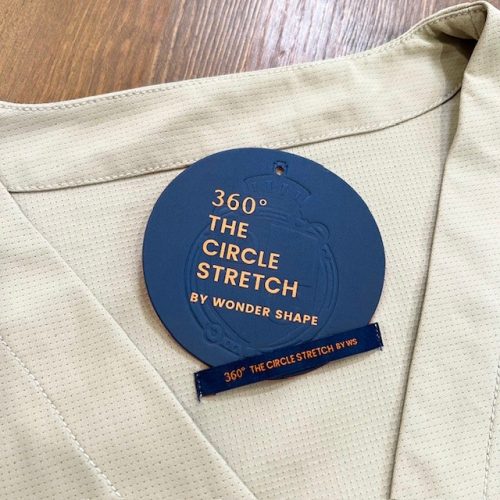 360°
THE
CIRCLE
STRETCH
BY WONDER SHAPE
360° THE CIRCLE STRETCH BY WS